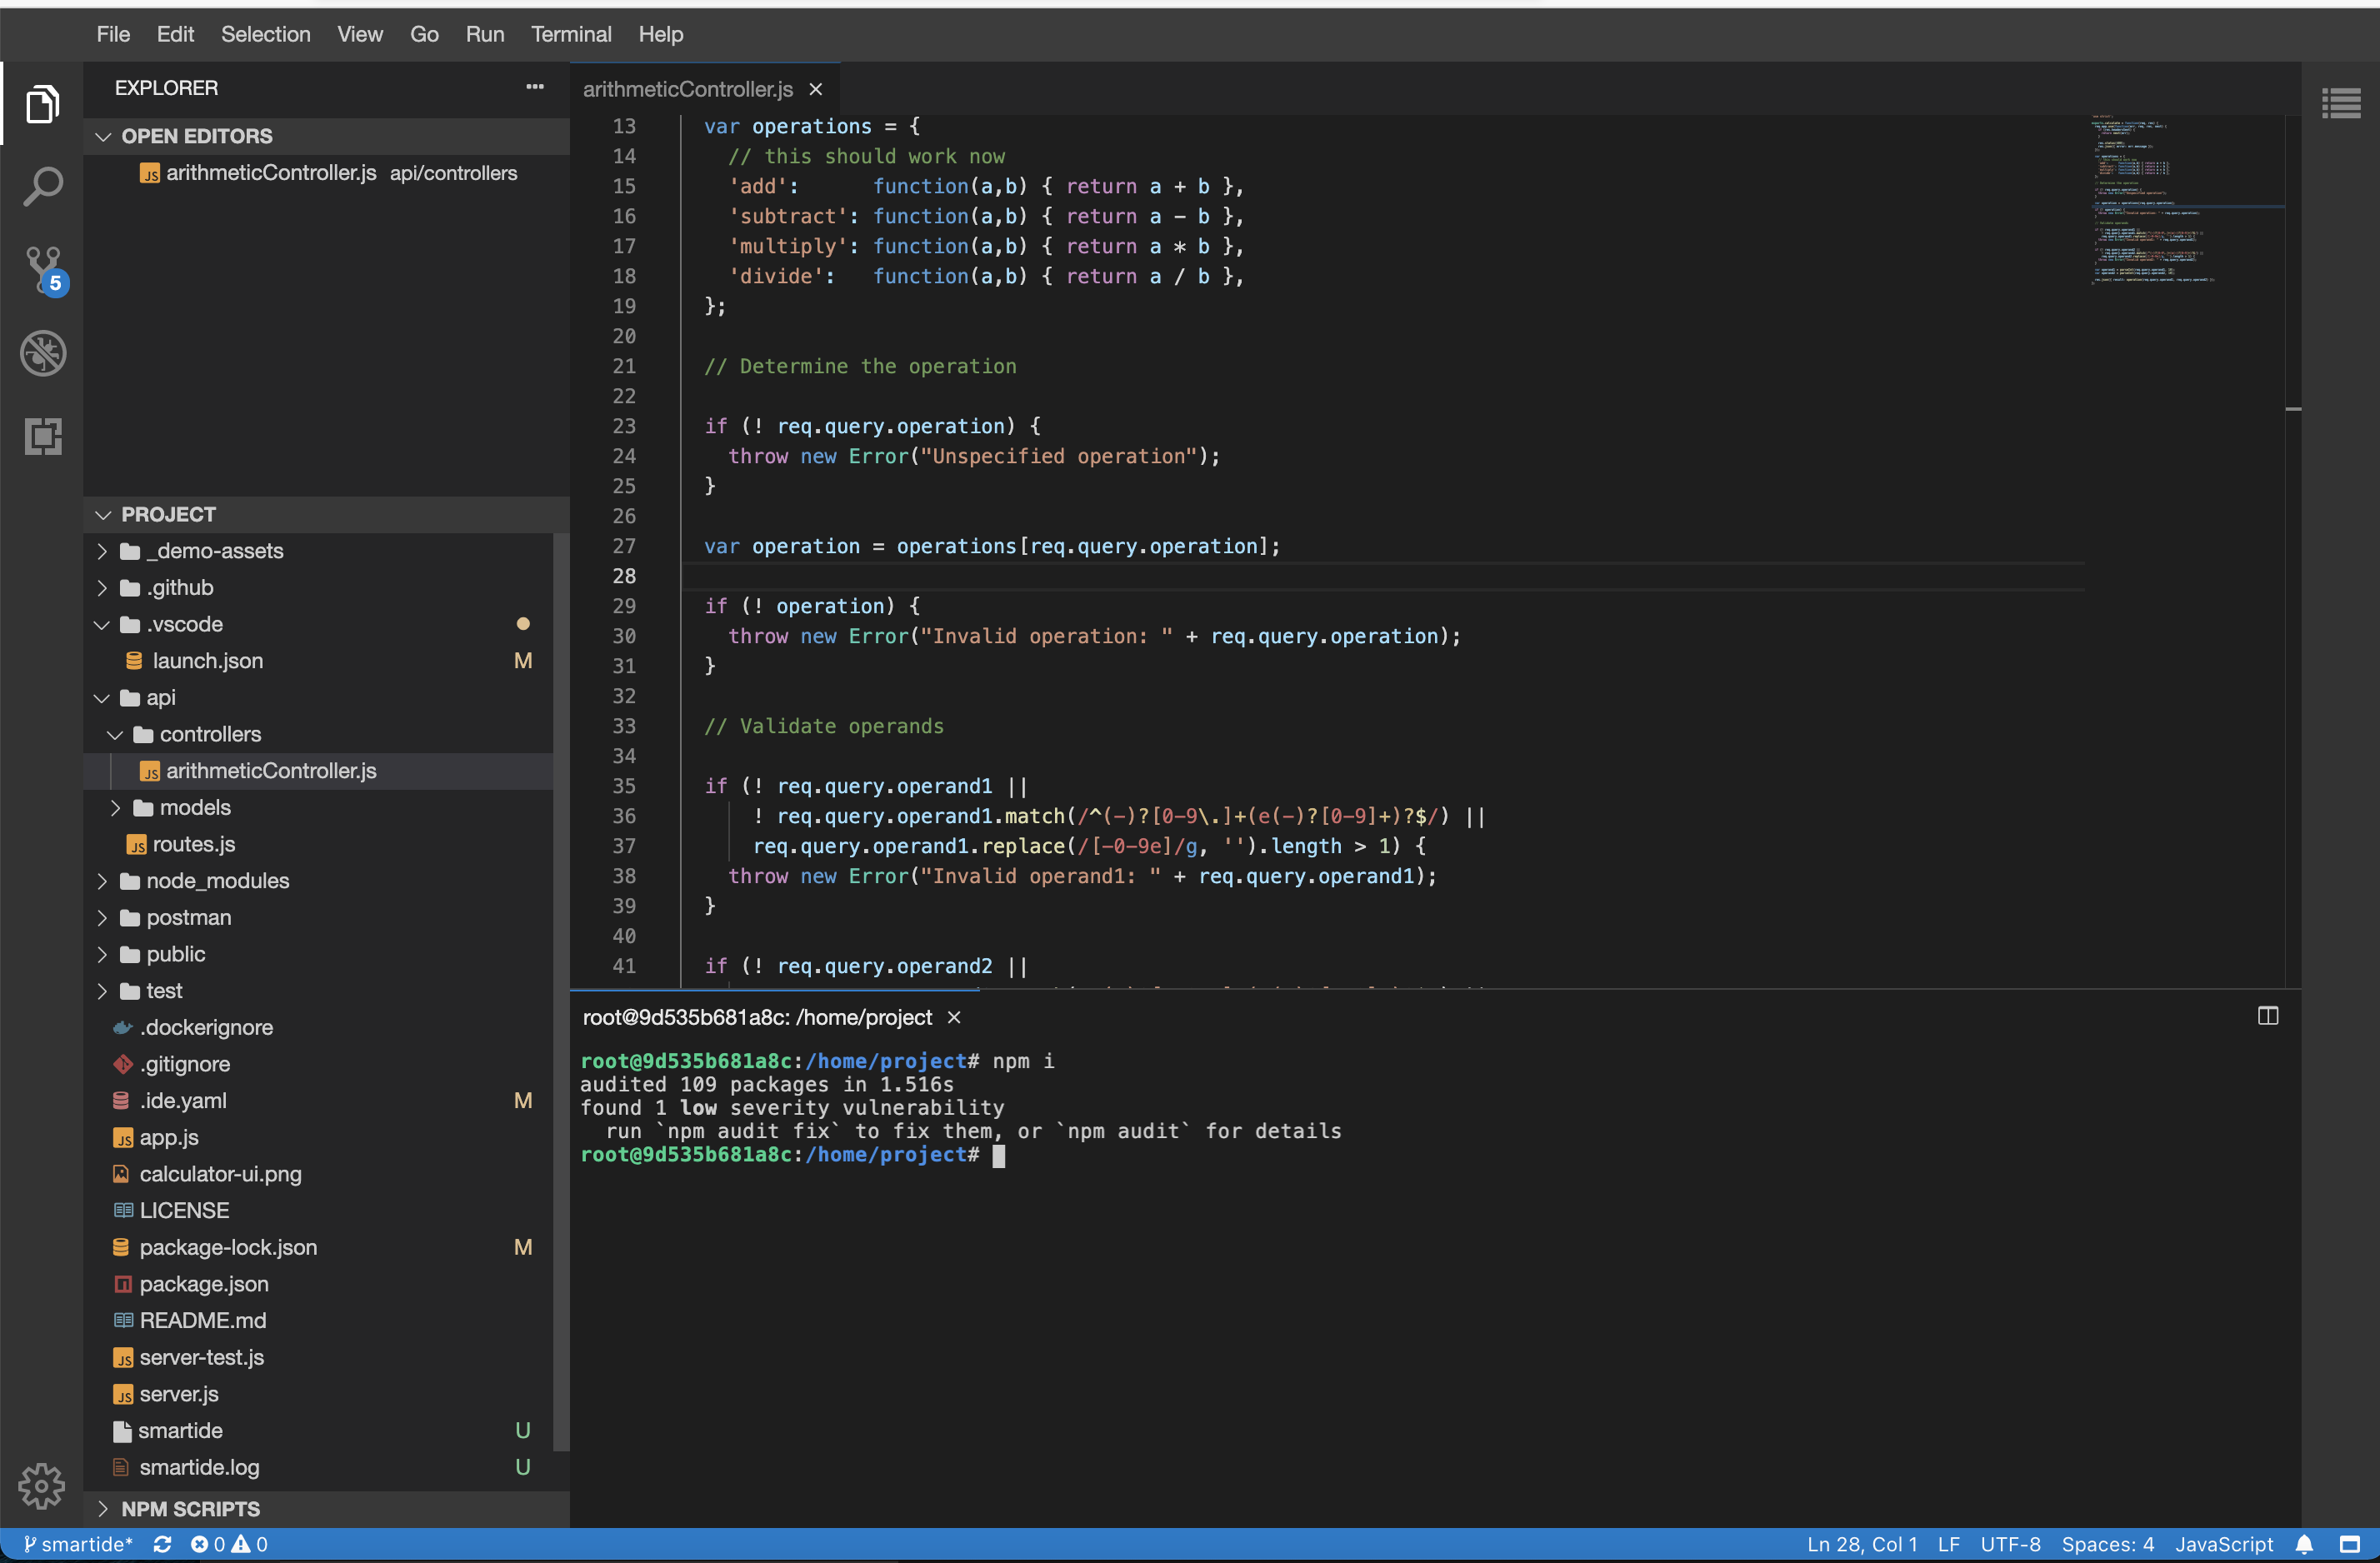 File Edit Selection View Go Run Terminal Help
EXPLORER
OPEN EDITORS
arithmeticController.js api/controllers
5
PROJECT
_demo-assets
.github
.vscode
launch.json M
api
controllers
arithmeticController.js
models
routes.js
node_modules
postman
public
test
.dockerignore
.gitignore
.ide.yaml M
app.js
calculator-ui.png
LICENSE
package-lock.json M
package.json
README.md
server-test.js
server.js
smartide U
smartide.log U
NPM SCRIPTS
arithmeticController.js
13 var operations = {
14 // this should work now
15 'add': function(a,b) { return a + b },
16 'subtract': function(a,b) { return a - b },
17 'multiply': function(a,b) { return a * b },
18 'divide': function(a,b) { return a / b },
19 };
20
21 // Determine the operation
22
23 if (! req.query.operation) {
24 throw new Error("Unspecified operation");
25 }
26
27 var operation = operations[req.query.operation];
28
29 if (! operation) {
30 throw new Error("Invalid operation: " + req.query.operation);
31 }
32
33 // Validate operands
34
35 if (! req.query.operand1 ||
36 ! req.query.operand1.match(/^(-)?[0-9\.]+(e(-)?[0-9]+)?$/) ||
37 req.query.operand1.replace(/[-0-9e]/g, '').length > 1) {
38 throw new Error("Invalid operand1: " + req.query.operand1);
39 }
40
41 if (! req.query.operand2 ||
root@9d535b681a8c: /home/project
root@9d535b681a8c:/home/project# npm i
audited 109 packages in 1.516s
found 1 low severity vulnerability
run `npm audit fix` to fix them, or `npm audit` for details
root@9d535b681a8c:/home/project#
smartide* 0 0 Ln 28, Col 1 LF UTF-8 Spaces: 4 JavaScript